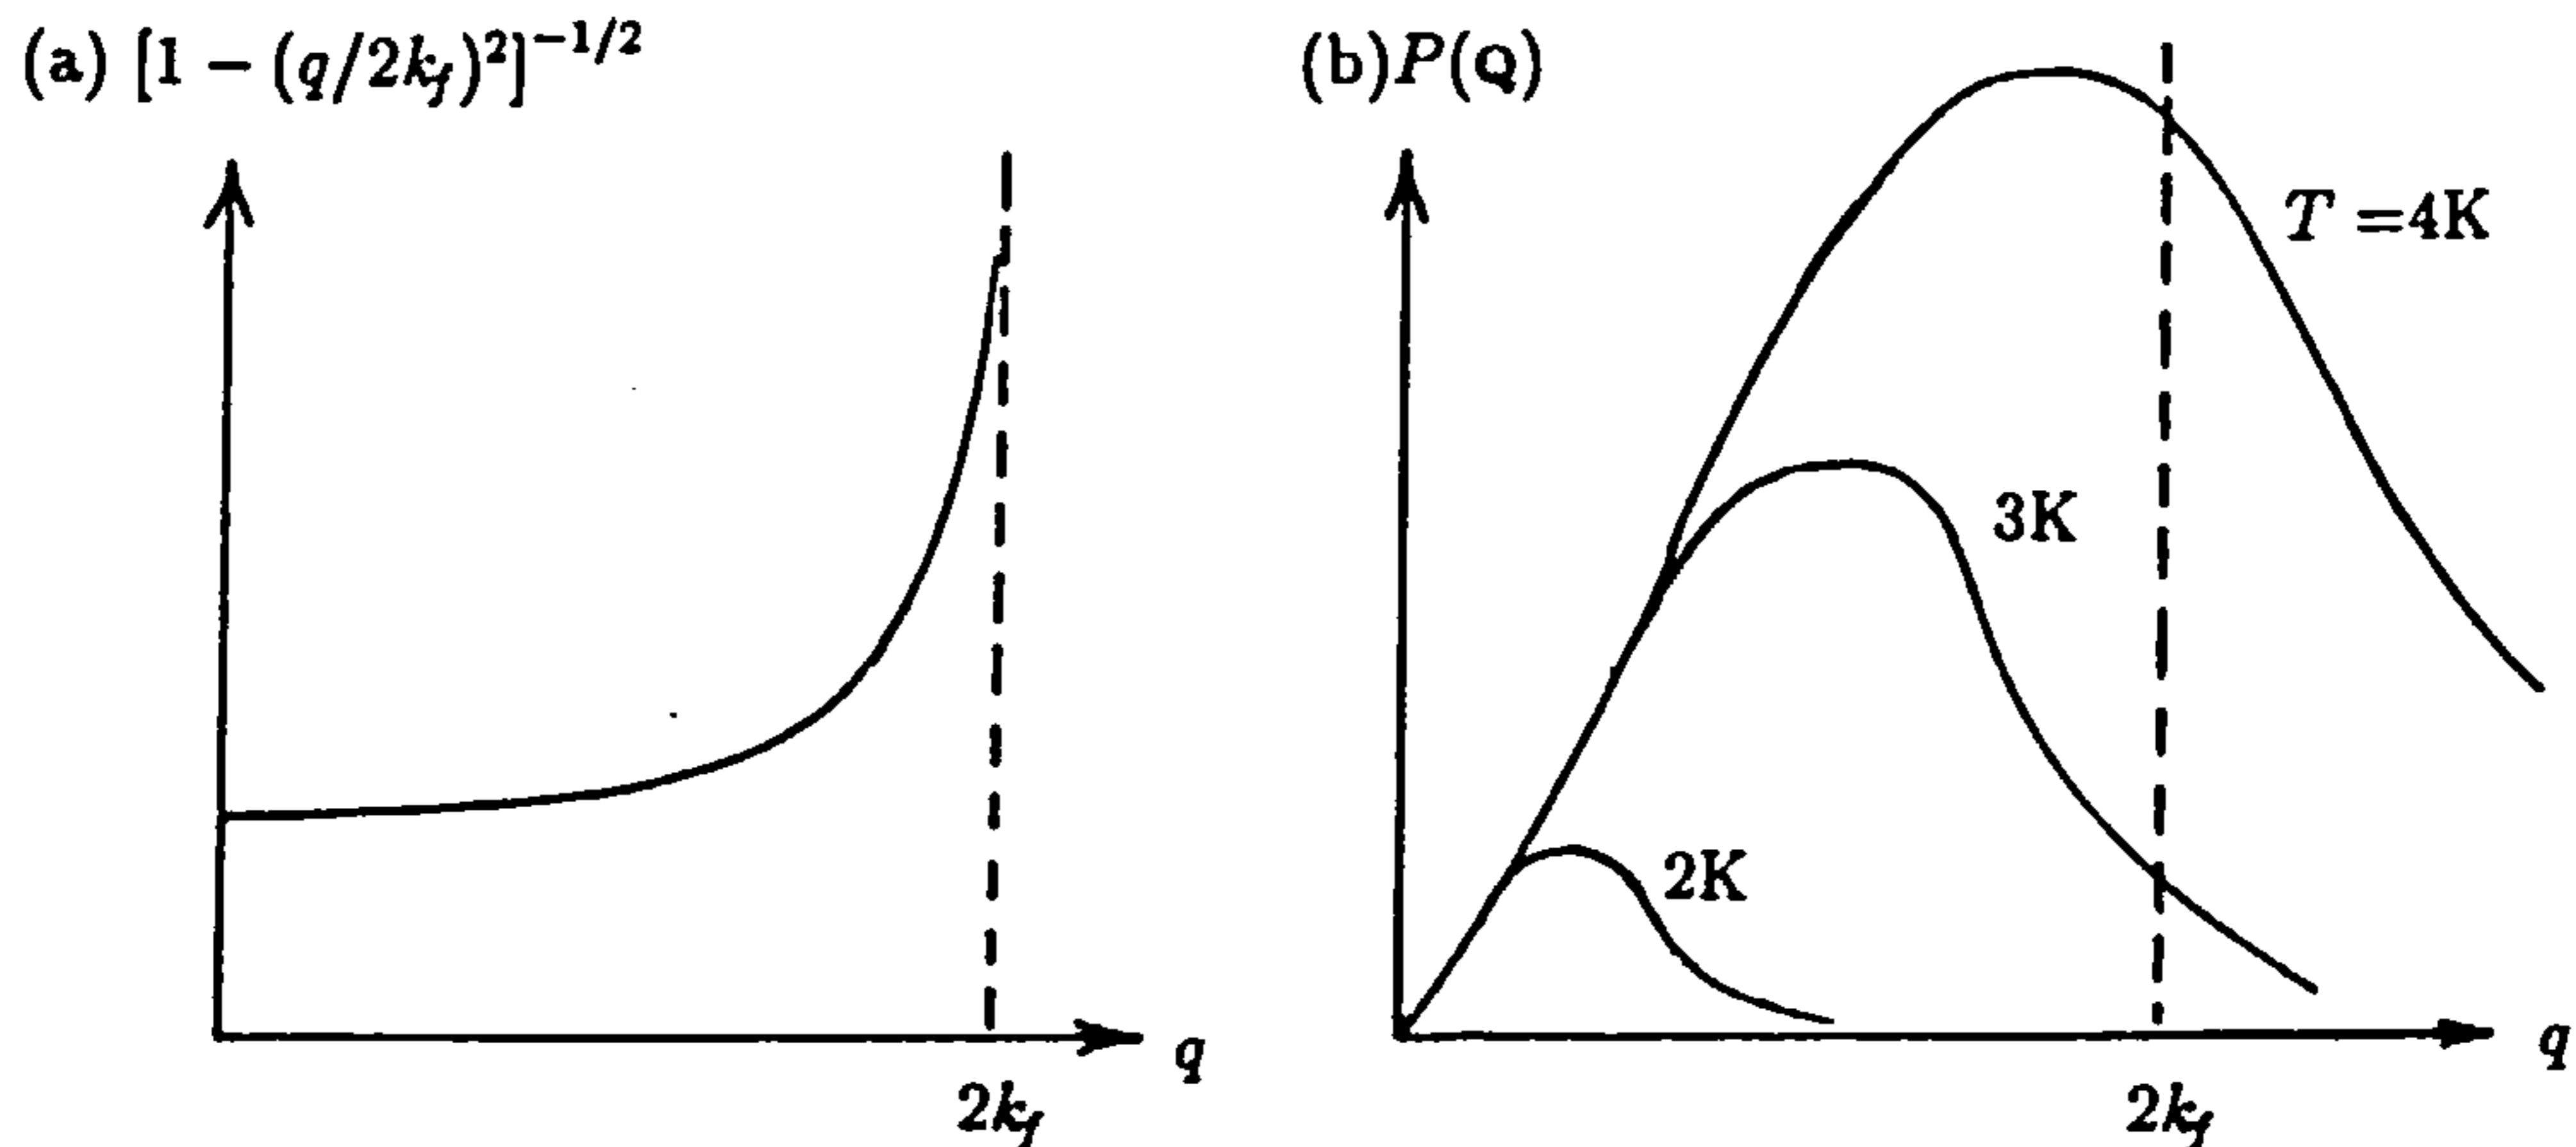 (a) [1 − (q/2k_f)²]^{−1/2}
(b)P(Q)
T =4K
3K
2K
q
2k_f
q
2k_f